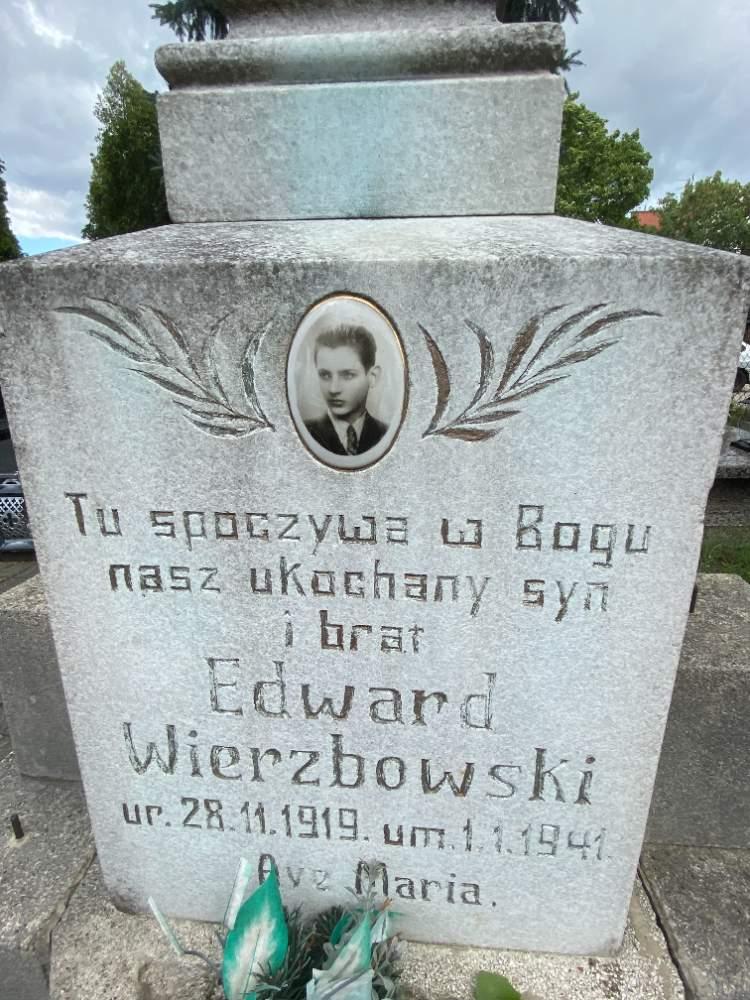 Tu spoczywa w Bogu
nasz ukochany syn
i brat
Edward
Wierzbowski
ur. 28.11.1919. um. 1.1.1941.
Ave Maria.